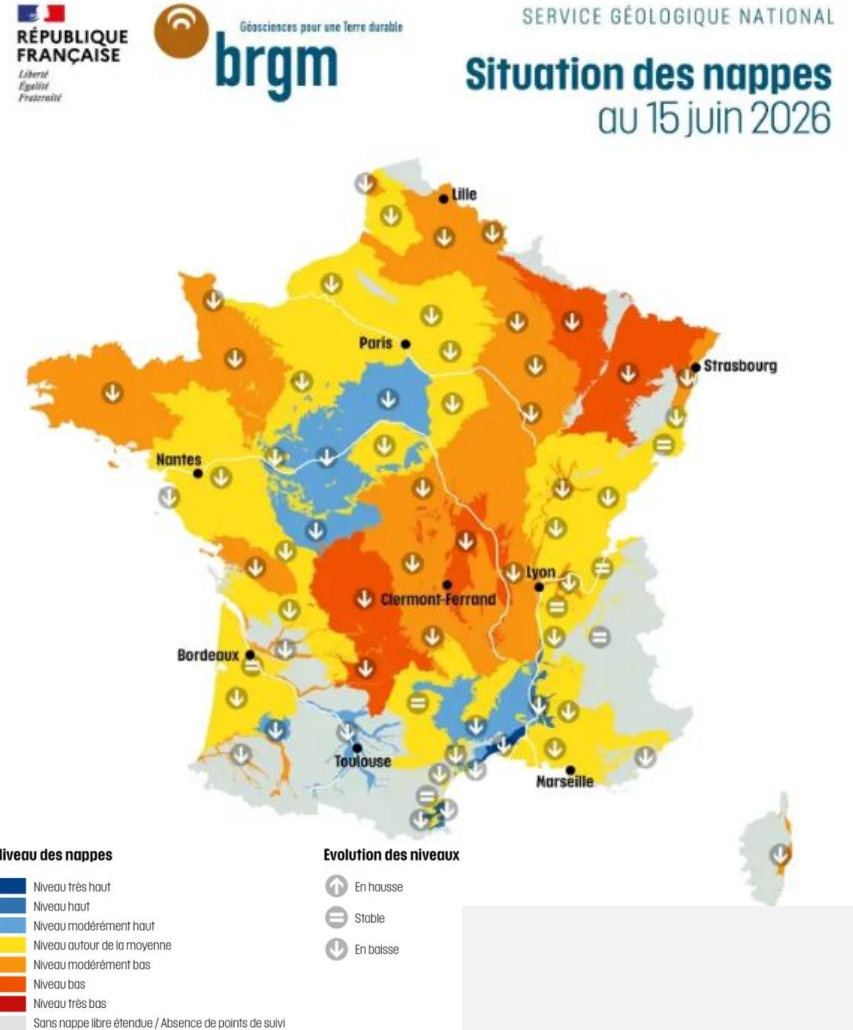 RÉPUBLIQUE
FRANÇAISE
Liberté
Égalité
Fraternité
Géosciences pour une Terre durable
brgm
SERVICE GÉOLOGIQUE NATIONAL
Situation des nappes
au 15 juin 2026
Lille
Paris
Strasbourg
Nantes
Lyon
Clermont-Ferrand
Bordeaux
Toulouse
Marseille
Niveau des nappes
Niveau très haut
Niveau haut
Niveau modérément haut
Niveau autour de la moyenne
Niveau modérément bas
Niveau bas
Niveau très bas
Sans nappe libre étendue / Absence de points de suivi
Evolution des niveaux
En hausse
Stable
En baisse